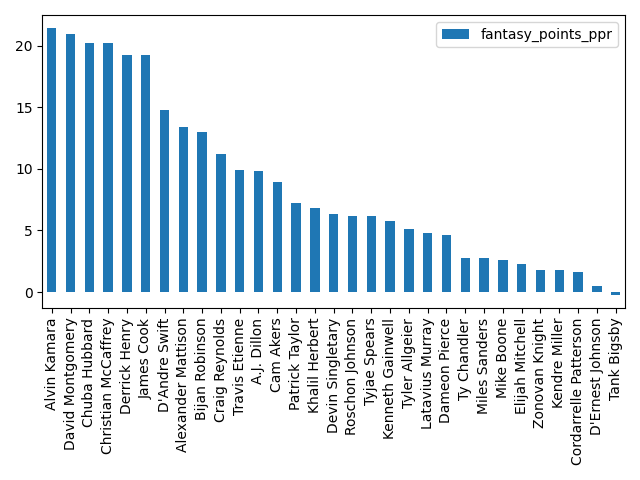 fantasy_points_ppr
20
15
10
5
0
Alvin Kamara
David Montgomery
Chuba Hubbard
Christian McCaffrey
Derrick Henry
James Cook
D'Andre Swift
Alexander Mattison
Bijan Robinson
Craig Reynolds
Travis Etienne
A.J. Dillon
Cam Akers
Patrick Taylor
Khalil Herbert
Devin Singletary
Roschon Johnson
Tyjae Spears
Kenneth Gainwell
Tyler Allgeier
Latavius Murray
Dameon Pierce
Ty Chandler
Miles Sanders
Mike Boone
Elijah Mitchell
Zonovan Knight
Kendre Miller
Cordarrelle Patterson
D'Ernest Johnson
Tank Bigsby